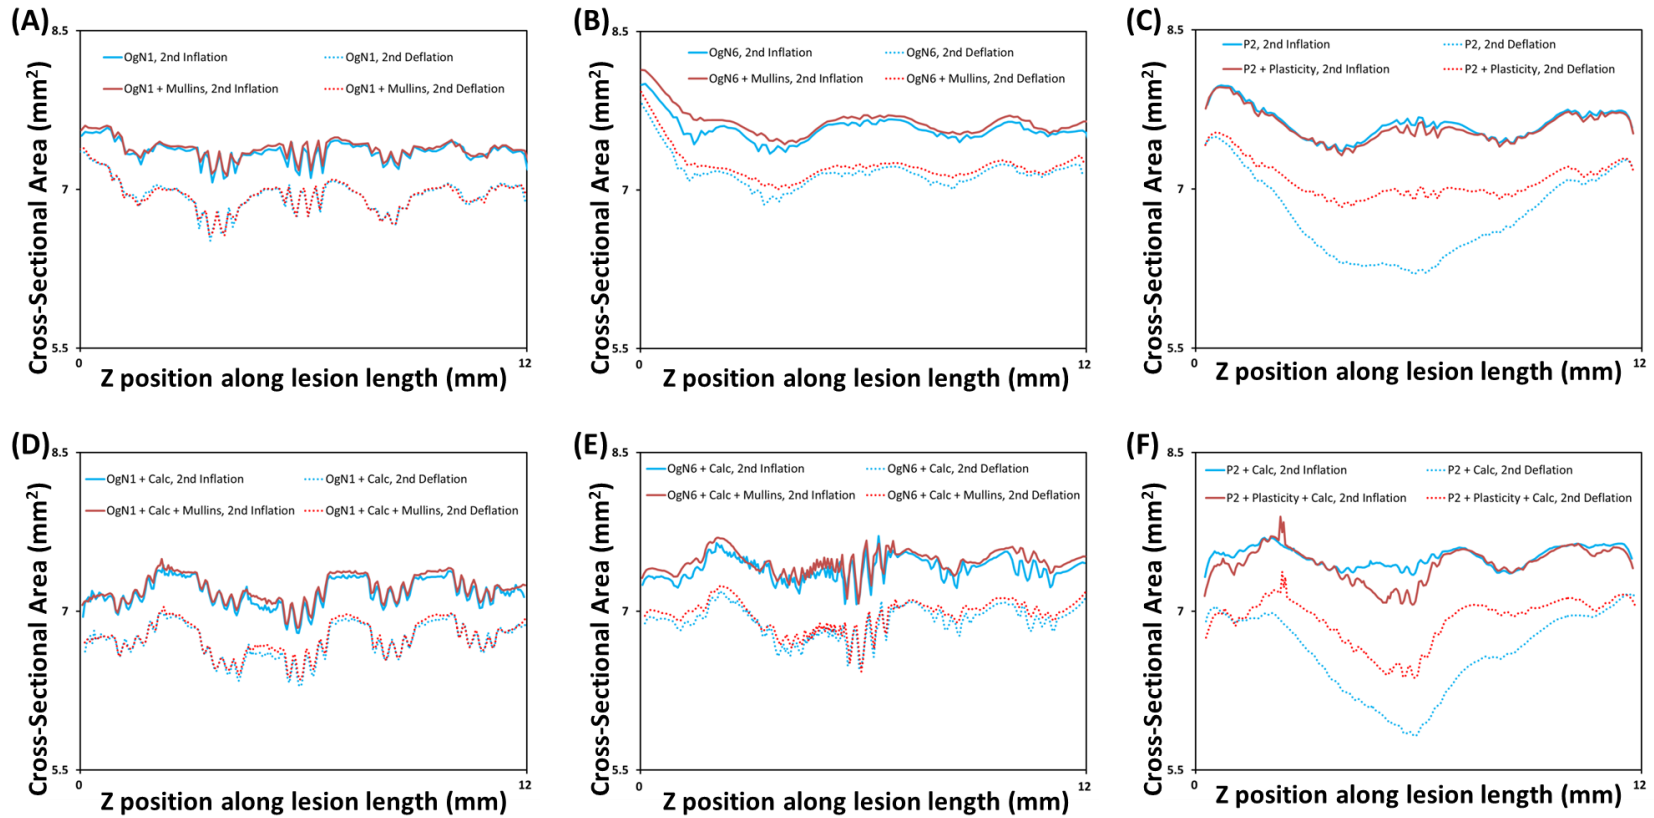 (A)
8.5
OgN1, 2nd Inflation
OgN1, 2nd Deflation
OgN1 + Mullins, 2nd Inflation
OgN1 + Mullins, 2nd Deflation
Cross-Sectional Area (mm²)
7
5.5
0
12
Z position along lesion length (mm)
(B)
8.5
OgN6, 2nd Inflation
OgN6, 2nd Deflation
OgN6 + Mullins, 2nd Inflation
OgN6 + Mullins, 2nd Deflation
Cross-Sectional Area (mm²)
7
5.5
0
12
Z position along lesion length (mm)
(C)
8.5
P2, 2nd Inflation
P2, 2nd Deflation
P2 + Plasticity, 2nd Inflation
P2 + Plasticity, 2nd Deflation
Cross-Sectional Area (mm²)
7
5.5
0
12
Z position along lesion length (mm)
(D)
8.5
OgN1 + Calc, 2nd Inflation
OgN1 + Calc, 2nd Deflation
OgN1 + Calc + Mullins, 2nd Inflation
OgN1 + Calc + Mullins, 2nd Deflation
Cross-Sectional Area (mm²)
7
5.5
0
12
Z position along lesion length (mm)
(E)
8.5
OgN6 + Calc, 2nd Inflation
OgN6 + Calc, 2nd Deflation
OgN6 + Calc + Mullins, 2nd Inflation
OgN6 + Calc + Mullins, 2nd Deflation
Cross-Sectional Area (mm²)
7
5.5
0
12
Z position along lesion length (mm)
(F)
8.5
P2 + Calc, 2nd Inflation
P2 + Calc, 2nd Deflation
P2 + Plasticity + Calc, 2nd Inflation
P2 + Plasticity + Calc, 2nd Deflation
Cross-Sectional Area (mm²)
7
5.5
0
12
Z position along lesion length (mm)